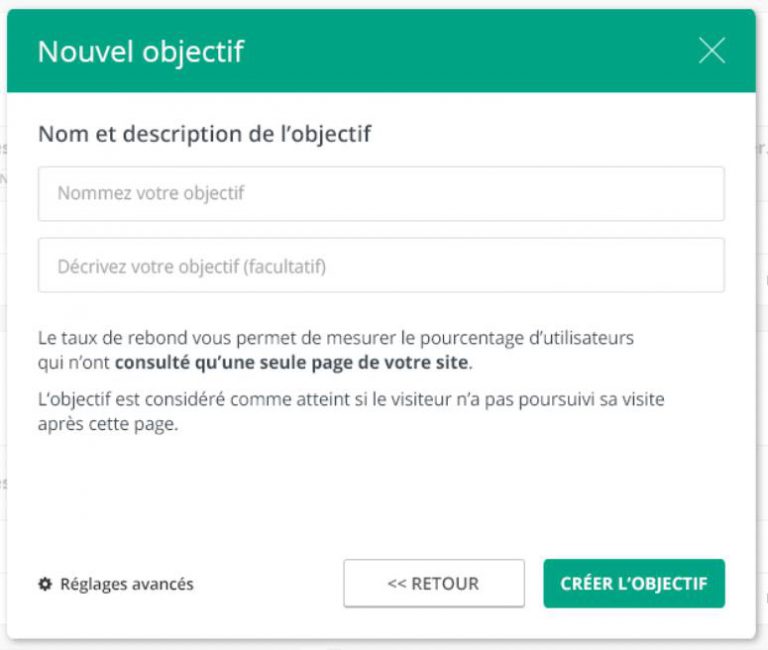 Nouvel objectif
Nom et description de l’objectif
Nommez votre objectif
Décrivez votre objectif (facultatif)
Le taux de rebond vous permet de mesurer le pourcentage d’utilisateurs
qui n’ont consulté qu’une seule page de votre site.
L’objectif est considéré comme atteint si le visiteur n’a pas poursuivi sa visite
après cette page.
Réglages avancés
<< RETOUR
CRÉER L’OBJECTIF